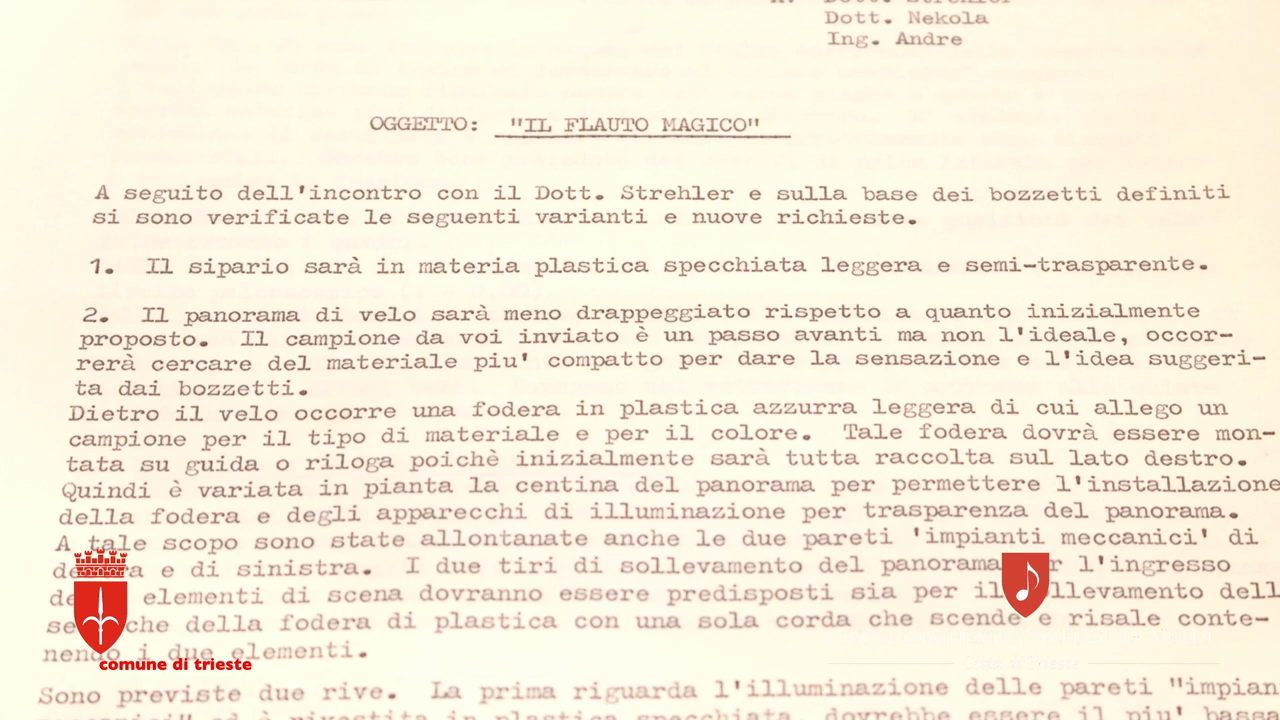 A: Dott. Strehler
Dott. Nekola
Ing. Andre
OGGETTO: "IL FLAUTO MAGICO"
A seguito dell'incontro con il Dott. Strehler e sulla base dei bozzetti definiti
si sono verificate le seguenti varianti e nuove richieste.
1. Il sipario sarà in materia plastica specchiata leggera e semi-trasparente.
2. Il panorama di velo sarà meno drappeggiato rispetto a quanto inizialmente
proposto. Il campione da voi inviato è un passo avanti ma non l'ideale, occor-
rerà cercare del materiale piu' compatto per dare la sensazione e l'idea suggeri-
ta dai bozzetti.
Dietro il velo occorre una fodera in plastica azzurra leggera di cui allego un
campione per il tipo di materiale e per il colore. Tale fodera dovrà essere mon-
tata su guida o riloga poichè inizialmente sarà tutta raccolta sul lato destro.
Quindi è variata in pianta la centina del panorama per permettere l'installazione
della fodera e degli apparecchi di illuminazione per trasparenza del panorama.
A tale scopo sono state allontanate anche le due pareti 'impianti meccanici' di
e di sinistra. I due tiri di sollevamento del panorama l'ingresso
elementi di scena dovranno essere predisposti sia per il
che della fodera di plastica con una sola corda che scende e risale conte-
nendo i due elementi.
comune di trieste
Città di Trieste
Sono previste due rive. La prima riguarda l'illuminazione delle pareti "impian
meccanici" ed è rivestita in plastica specchiata, dovrebbe essere il piu' bassa